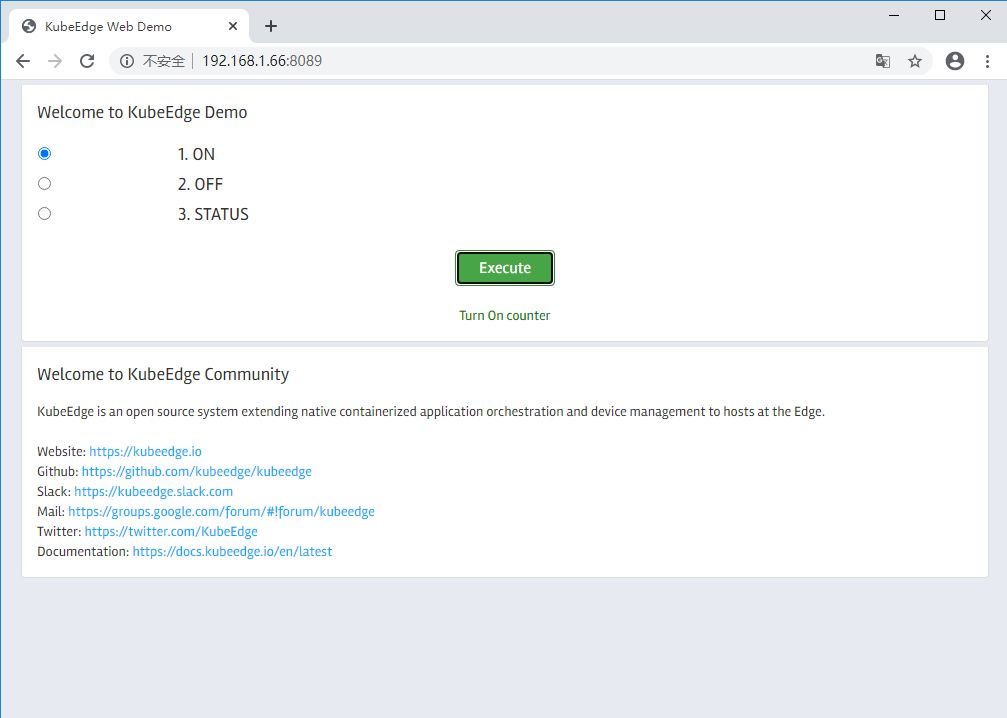 KubeEdge Web Demo
不安全 192.168.1.66:8089
Welcome to KubeEdge Demo
1. ON
2. OFF
3. STATUS
Execute
Turn On counter
Welcome to KubeEdge Community
KubeEdge is an open source system extending native containerized application orchestration and device management to hosts at the Edge.
Website: https://kubeedge.io
Github: https://github.com/kubeedge/kubeedge
Slack: https://kubeedge.slack.com
Mail: https://groups.google.com/forum/#!forum/kubeedge
Twitter: https://twitter.com/KubeEdge
Documentation: https://docs.kubeedge.io/en/latest